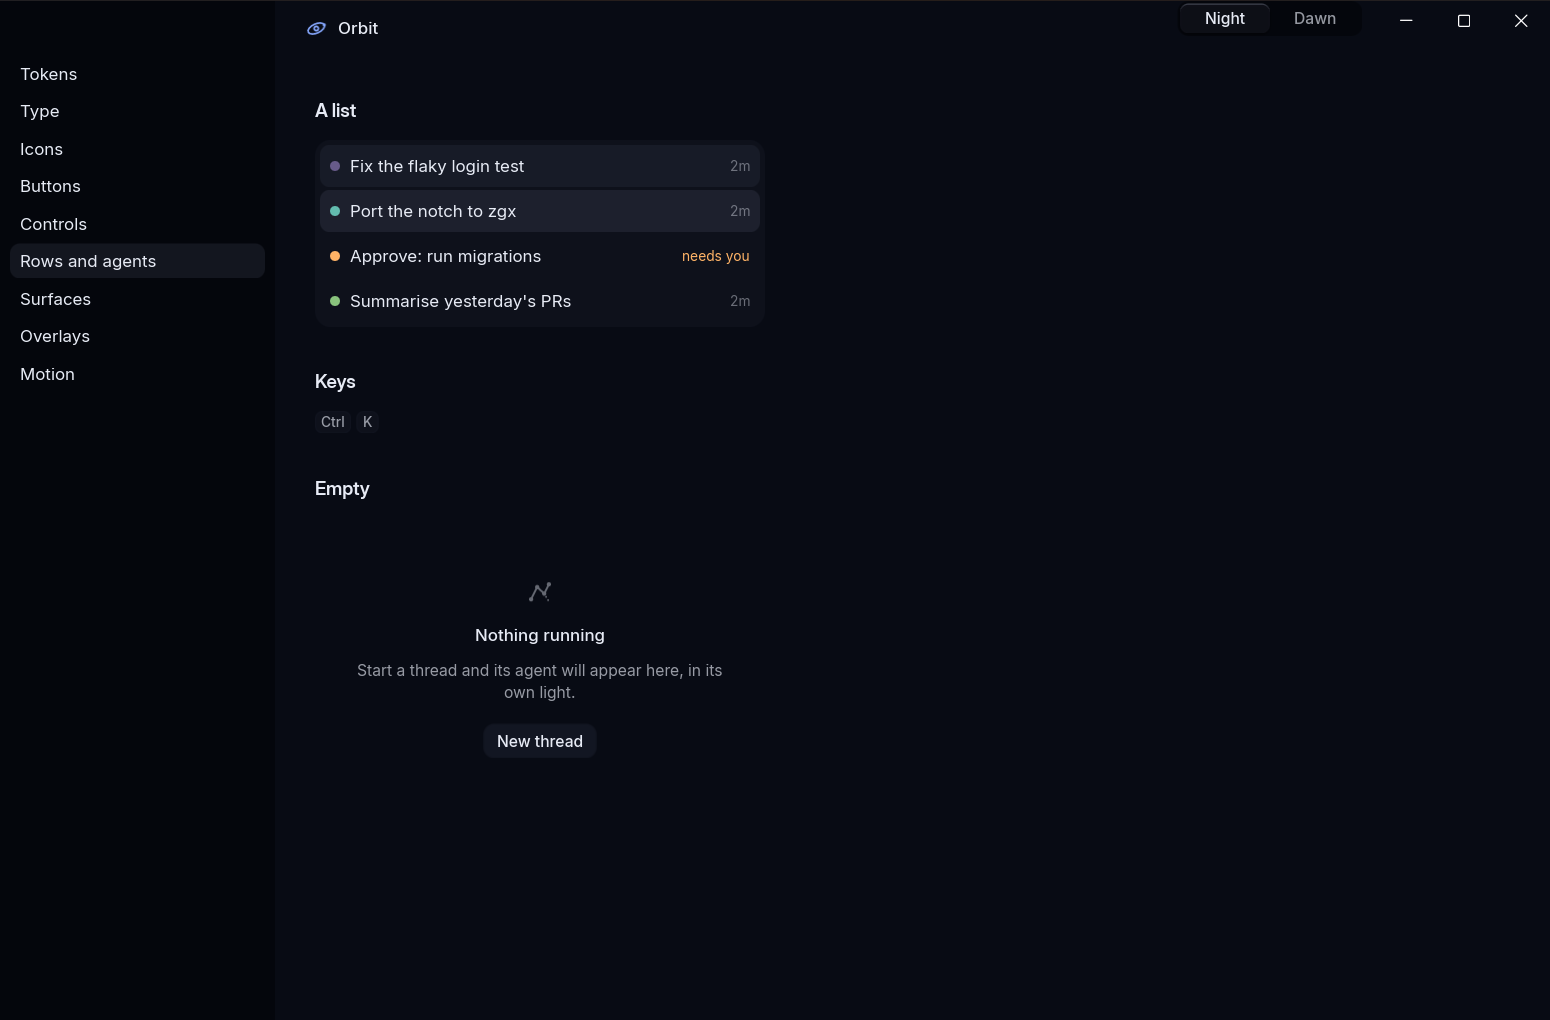 Orbit
Night
Dawn
Tokens
Type
Icons
Buttons
Controls
Rows and agents
Surfaces
Overlays
Motion
A list
Fix the flaky login test 2m
Port the notch to zgx 2m
Approve: run migrations needs you
Summarise yesterday's PRs 2m
Keys
Ctrl K
Empty
Nothing running
Start a thread and its agent will appear here, in its
own light.
New thread